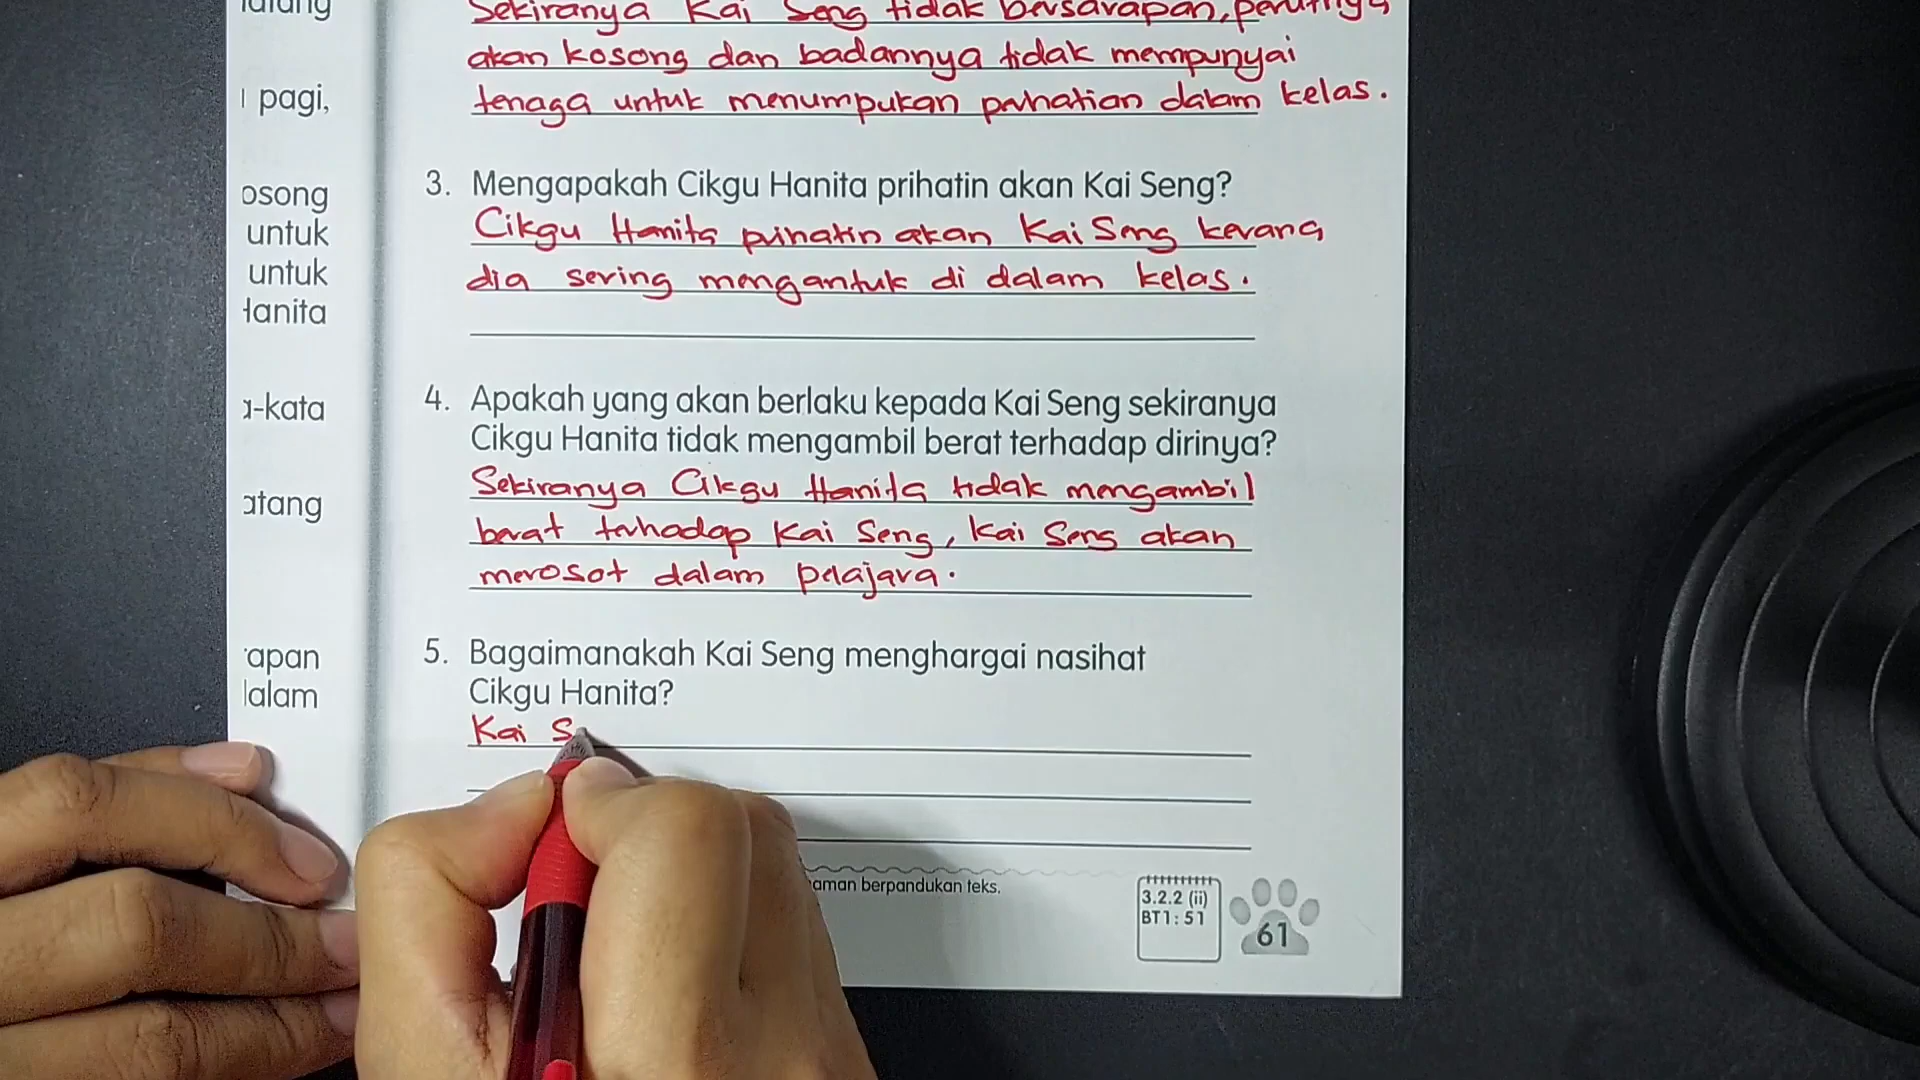 Sekiranya Kai Seng tidak bersarapan, perutnya
akan kosong dan badannya tidak mempunyai
pagi,
tenaga untuk menumpukan perhatian dalam kelas.
osong
3. Mengapakah Cikgu Hanita prihatin akan Kai Seng?
untuk
Cikgu Hanita prihatin akan Kai Seng kerana
untuk
dia sering mengantuk di dalam kelas.
Hanita
a-kata
4. Apakah yang akan berlaku kepada Kai Seng sekiranya
Cikgu Hanita tidak mengambil berat terhadap dirinya?
Sekiranya Cikgu Hanita tidak mengambil
atang
berat terhadap Kai Seng, Kai Seng akan
merosot dalam pelajara.
apan
5. Bagaimanakah Kai Seng menghargai nasihat
lalam
Cikgu Hanita?
Kai S
aman berpandukan teks.
3.2.2 (ii)
BT1: 51
61